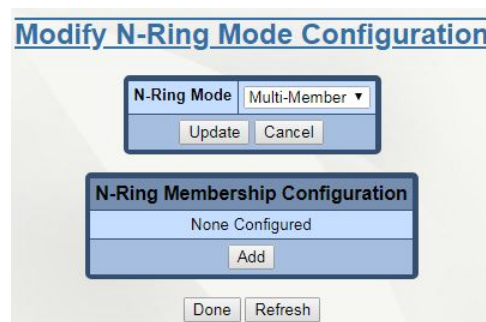 Modify N-Ring Mode Configuration
N-Ring Mode Multi-Member
Update Cancel
N-Ring Membership Configuration
None Configured
Add
Done Refresh